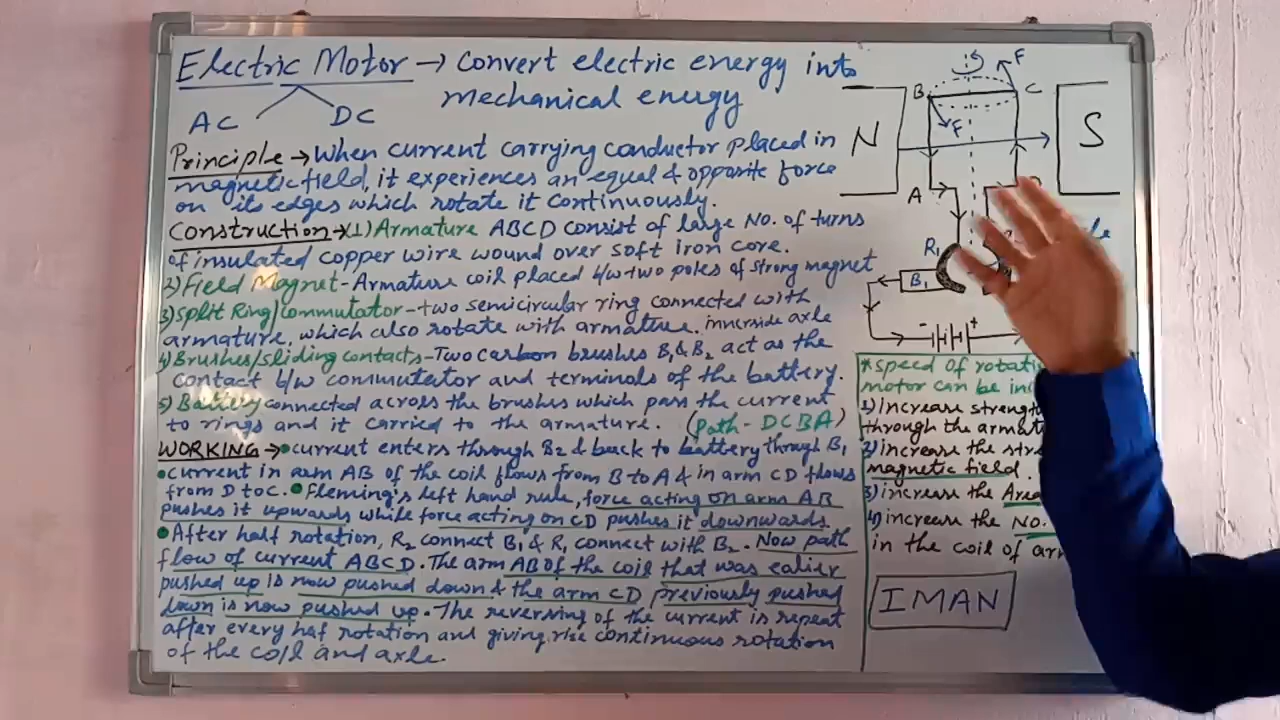 Electric Motor → Convert electric energy into
mechanical enugy
AC DC
Principle → When current carrying conductor placed in
magnetic field, it experiences an equal & opposite force
on its edges which rotate it continuously.
Construction → 1) Armature ABCD consist of large No. of turns
of insulated copper wire wound over soft iron core.
2) Field Magnet - Armature coil placed b/w two poles of strong magnet
3) Split Ring/Commutator - two semicircular ring connected with
armature, which also rotate with armature. innerside axle
4) Brushes/Sliding contacts - Two carbon brushes B1 & B2 act as the
contact b/w commutator and terminals of the battery.
5) Battery connected across the brushes which pass the current
to rings and it carried to the armature. (Path - DCBA)
WORKING → • current enters through B2 & back to battery through B1
• current in arm AB of the coil flows from B to A & in arm CD flows
from D to C. • Fleming's left hand rule, force acting on arm AB
pushes it upwards while force acting on CD pushes it downwards.
• After half rotation, R2 connect B1 & R1 connect with B2. Now path
flow of current ABCD. The arm AB of the coil that was ealier
pushed up is now pushed down & the arm CD previously pushed
down is now pushed up. The reversing of the current is repeat
after every half rotation and giving rise continuous rotation
of the coil and axle.
F
B C
F
N S
A
R1
B1
- +
* speed of rotati
motor can be in
1) increase strengt
through the armat
2) increase the stre
magnetic field.
3) increase the Area
4) increase the NO.
in the coil of arm
IMAN